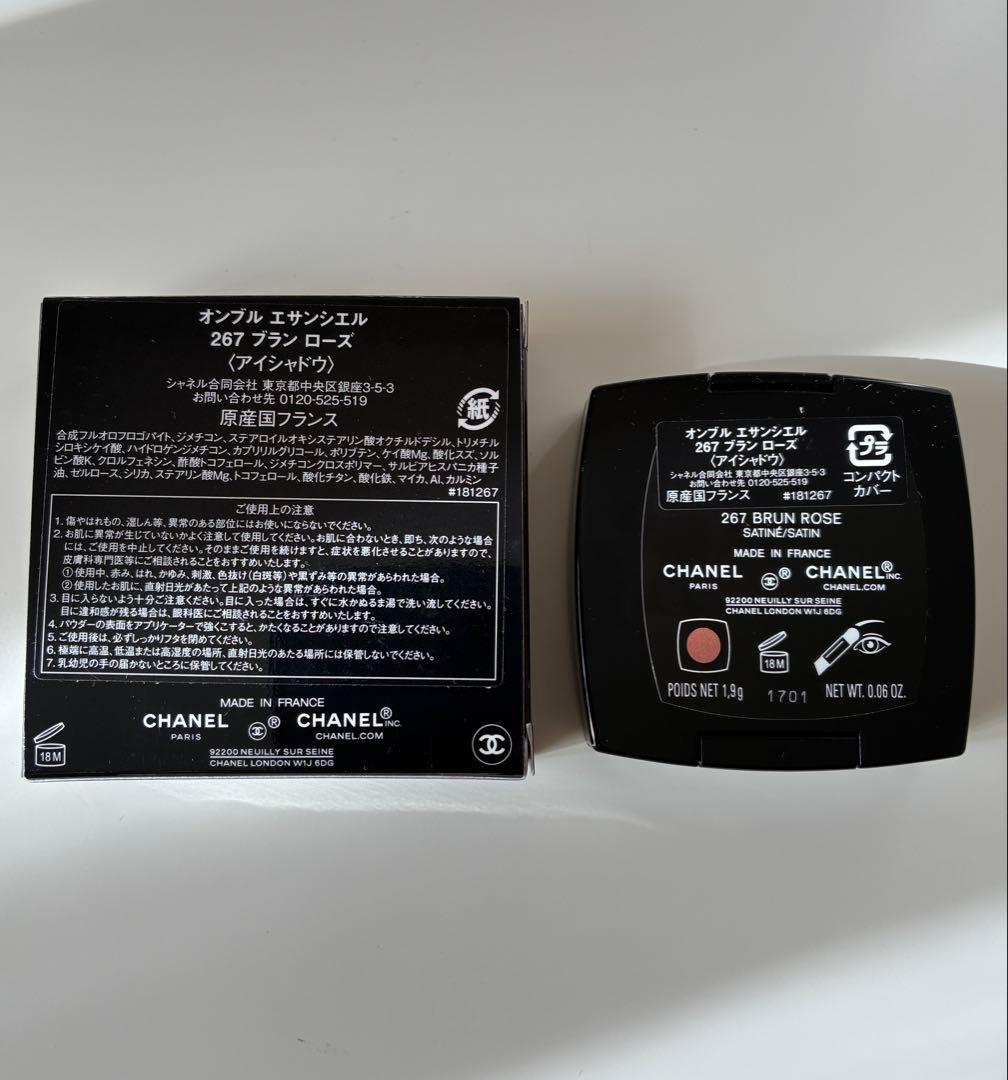 オンブル エサンシエル
267 ブラン ローズ
〈アイシャドウ〉
シャネル合同会社 東京都中央区銀座3-5-3
お問い合わせ先 0120-525-519
原産国フランス
紙
合成フルオロフロゴパイト、ジメチコン、ステアロイルオキシステアリン酸オクチルドデシル、トリメチル
シロキシケイ酸、ハイドロゲンジメチコン、カプリリルグリコール、ポリブテン、ケイ酸Mg、酸化スズ、ソル
ビン酸K、クロルフェネシン、酢酸トコフェロール、ジメチコンクロスポリマー、サルビアヒスパニカ種子
油、セルロース、シリカ、ステアリン酸Mg、トコフェロール、酸化チタン、酸化鉄、マイカ、Al、カルミン
#181267
ご使用上の注意
1. 傷やはれもの、湿しん等、異常のある部位にはお使いにならないでください。
2. お肌に異常が生じていないかよく注意して使用してください。お肌に合わないとき、即ち、次のような場合
には、ご使用を中止してください。そのままご使用を続けますと、症状を悪化させることがありますので、
皮膚科専門医等にご相談されることをおすすめいたします。
①使用中、赤み、はれ、かゆみ、刺激、色抜け(白斑等)や黒ずみ等の異常があらわれた場合。
②使用したお肌に、直射日光があたって上記のような異常があらわれた場合。
3. 目に入らないよう十分ご注意ください。目に入った場合は、すぐに水かぬるま湯で洗い流してください。
目に違和感が残る場合は、眼科医にご相談されることをおすすめいたします。
4. パウダーの表面をアプリケーターで強くこすると、かたくなることがありますので注意してください。
5. ご使用後は、必ずしっかりフタを閉めてください。
6. 極端に高温、低温または高湿度の場所、直射日光のあたる場所には保管しないでください。
7. 乳幼児の手の届かないところに保管してください。
MADE IN FRANCE
CHANEL ® CHANEL® INC.
PARIS CHANEL.COM
18 M
92200 NEUILLY SUR SEINE
CHANEL LONDON W1J 6DG
オンブル エサンシエル
267 ブラン ローズ
〈アイシャドウ〉
シャネル合同会社 東京都中央区銀座3-5-3
お問い合わせ先 0120-525-519
原産国フランス #181267
プラ
コンパクト
カバー
267 BRUN ROSE
SATINÉ/SATIN
MADE IN FRANCE
CHANEL ® CHANEL® INC.
PARIS CHANEL.COM
92200 NEUILLY SUR SEINE
CHANEL LONDON W1J 6DG
18 M
POIDS NET 1,9g 1701 NET WT. 0.06 OZ.